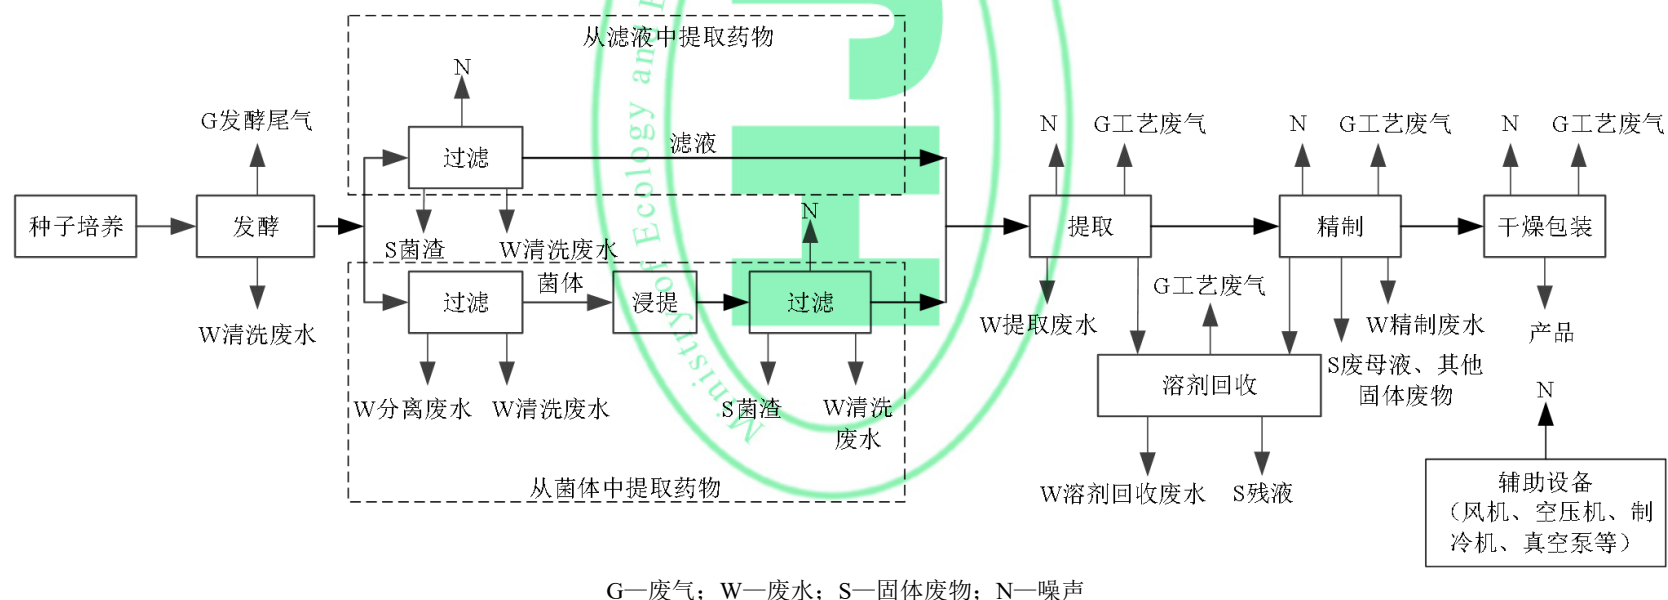 从滤液中提取药物
N
G发酵尾气
过滤
滤液
N
G工艺废气
N
G工艺废气
N
G工艺废气
种子培养
发酵
S菌渣
W清洗废水
N
提取
精制
干燥包装
W清洗废水
过滤
菌体
浸提
过滤
W提取废水
G工艺废气
W精制废水
产品
W分离废水
W清洗废水
S菌渣
W清洗
废水
溶剂回收
S废母液、其他
固体废物
N
从菌体中提取药物
W溶剂回收废水
S残液
辅助设备
（风机、空压机、制
冷机、真空泵等）
G—废气；W—废水；S—固体废物；N—噪声
Ministry of Ecology and